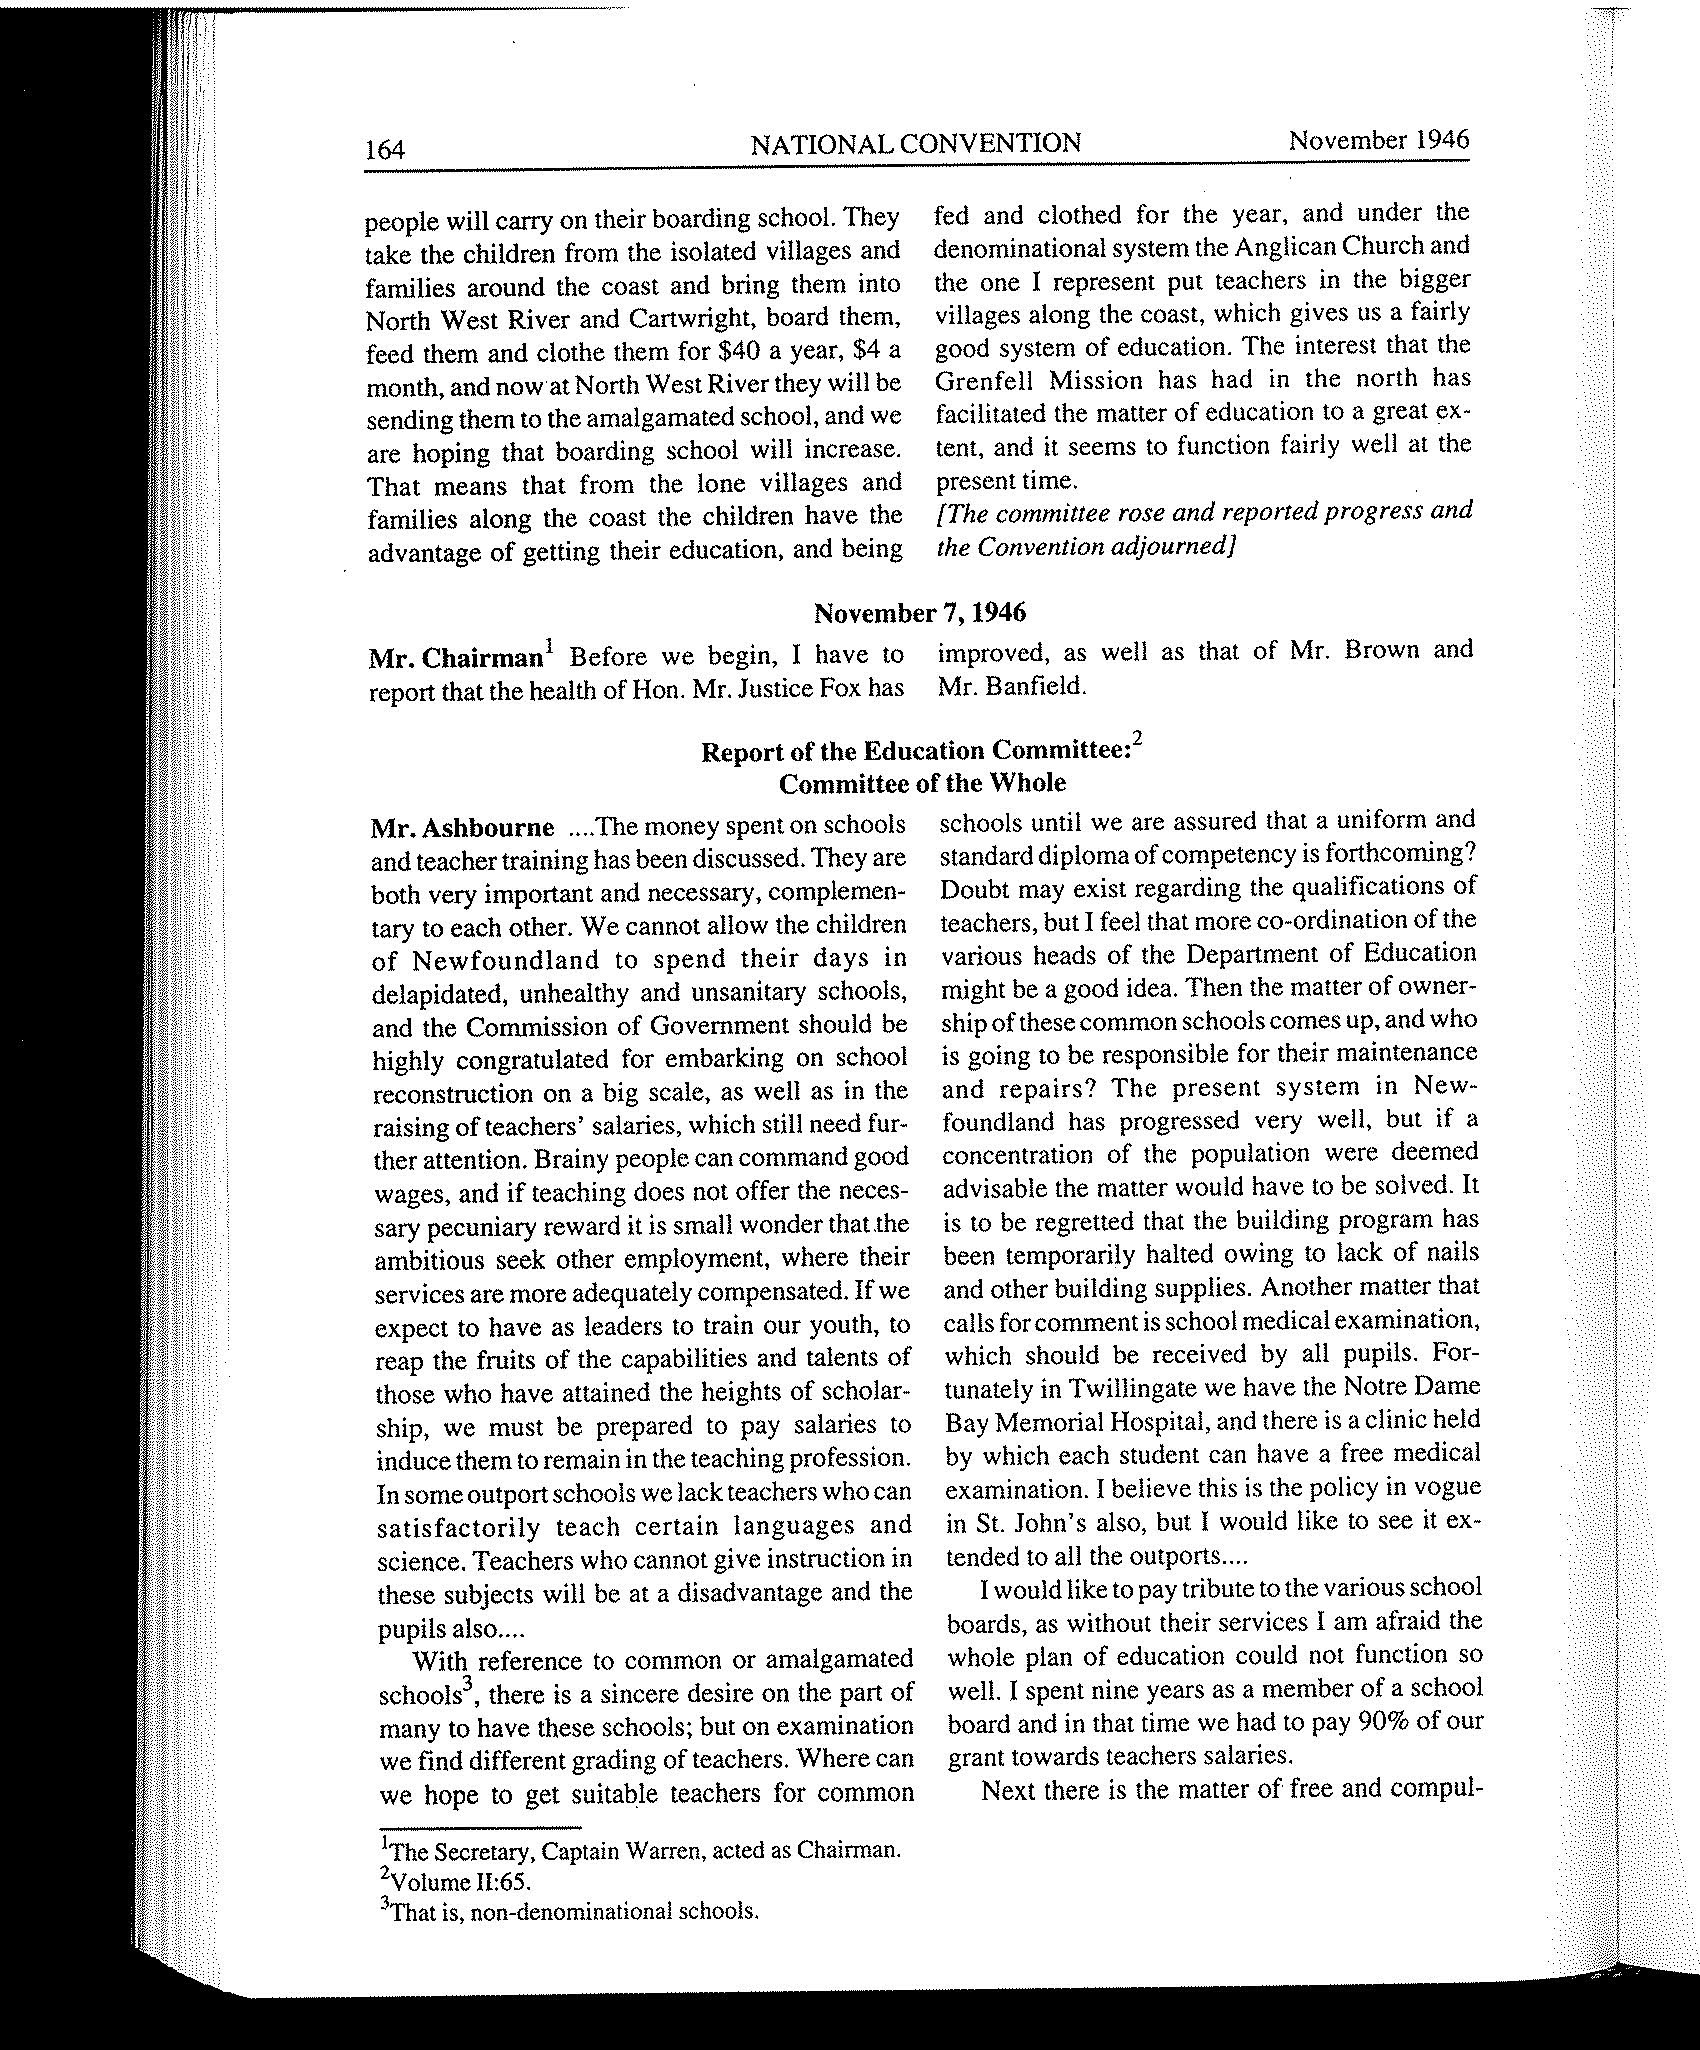 164 NATIONAL CONVENTION November 1946
people will carry on their boarding school. They
take the children from the isolated villages and
families around the coast and bring them into
North West River and Cartwright, board them,
feed them and clothe them for $40 a year, $4 a
month, and now at North West River they will be
sending them to the amalgamated school, and we
are hoping that boarding school will increase.
That means that from the lone villages and
families along the coast the children have the
advantage of getting their education, and being
fed and clothed for the year, and under the
denominational system the Anglican Church and
the one I represent put teachers in the bigger
villages along the coast, which gives us a fairly
good system of education. The interest that the
Grenfell Mission has had in the north has
facilitated the matter of education to a great ex-
tent, and it seems to function fairly well at the
present time.
[The committee rose and reported progress and
the Convention adjourned]
November 7, 1946
Mr. Chairman¹ Before we begin, I have to
report that the health of Hon. Mr. Justice Fox has
improved, as well as that of Mr. Brown and
Mr. Banfield.
Report of the Education Committee:²
Committee of the Whole
Mr. Ashbourne ....The money spent on schools
and teacher training has been discussed. They are
both very important and necessary, complemen-
tary to each other. We cannot allow the children
of Newfoundland to spend their days in
delapidated, unhealthy and unsanitary schools,
and the Commission of Government should be
highly congratulated for embarking on school
reconstruction on a big scale, as well as in the
raising of teachers' salaries, which still need fur-
ther attention. Brainy people can command good
wages, and if teaching does not offer the neces-
sary pecuniary reward it is small wonder that the
ambitious seek other employment, where their
services are more adequately compensated. If we
expect to have as leaders to train our youth, to
reap the fruits of the capabilities and talents of
those who have attained the heights of scholar-
ship, we must be prepared to pay salaries to
induce them to remain in the teaching profession.
In some outport schools we lack teachers who can
satisfactorily teach certain languages and
science. Teachers who cannot give instruction in
these subjects will be at a disadvantage and the
pupils also....
With reference to common or amalgamated
schools³, there is a sincere desire on the part of
many to have these schools; but on examination
we find different grading of teachers. Where can
we hope to get suitable teachers for common
schools until we are assured that a uniform and
standard diploma of competency is forthcoming?
Doubt may exist regarding the qualifications of
teachers, but I feel that more co-ordination of the
various heads of the Department of Education
might be a good idea. Then the matter of owner-
ship of these common schools comes up, and who
is going to be responsible for their maintenance
and repairs? The present system in New-
foundland has progressed very well, but if a
concentration of the population were deemed
advisable the matter would have to be solved. It
is to be regretted that the building program has
been temporarily halted owing to lack of nails
and other building supplies. Another matter that
calls for comment is school medical examination,
which should be received by all pupils. For-
tunately in Twillingate we have the Notre Dame
Bay Memorial Hospital, and there is a clinic held
by which each student can have a free medical
examination. I believe this is the policy in vogue
in St. John's also, but I would like to see it ex-
tended to all the outports....
I would like to pay tribute to the various school
boards, as without their services I am afraid the
whole plan of education could not function so
well. I spent nine years as a member of a school
board and in that time we had to pay 90% of our
grant towards teachers salaries.
Next there is the matter of free and compul-
¹The Secretary, Captain Warren, acted as Chairman.
²Volume II:65.
³That is, non-denominational schools.